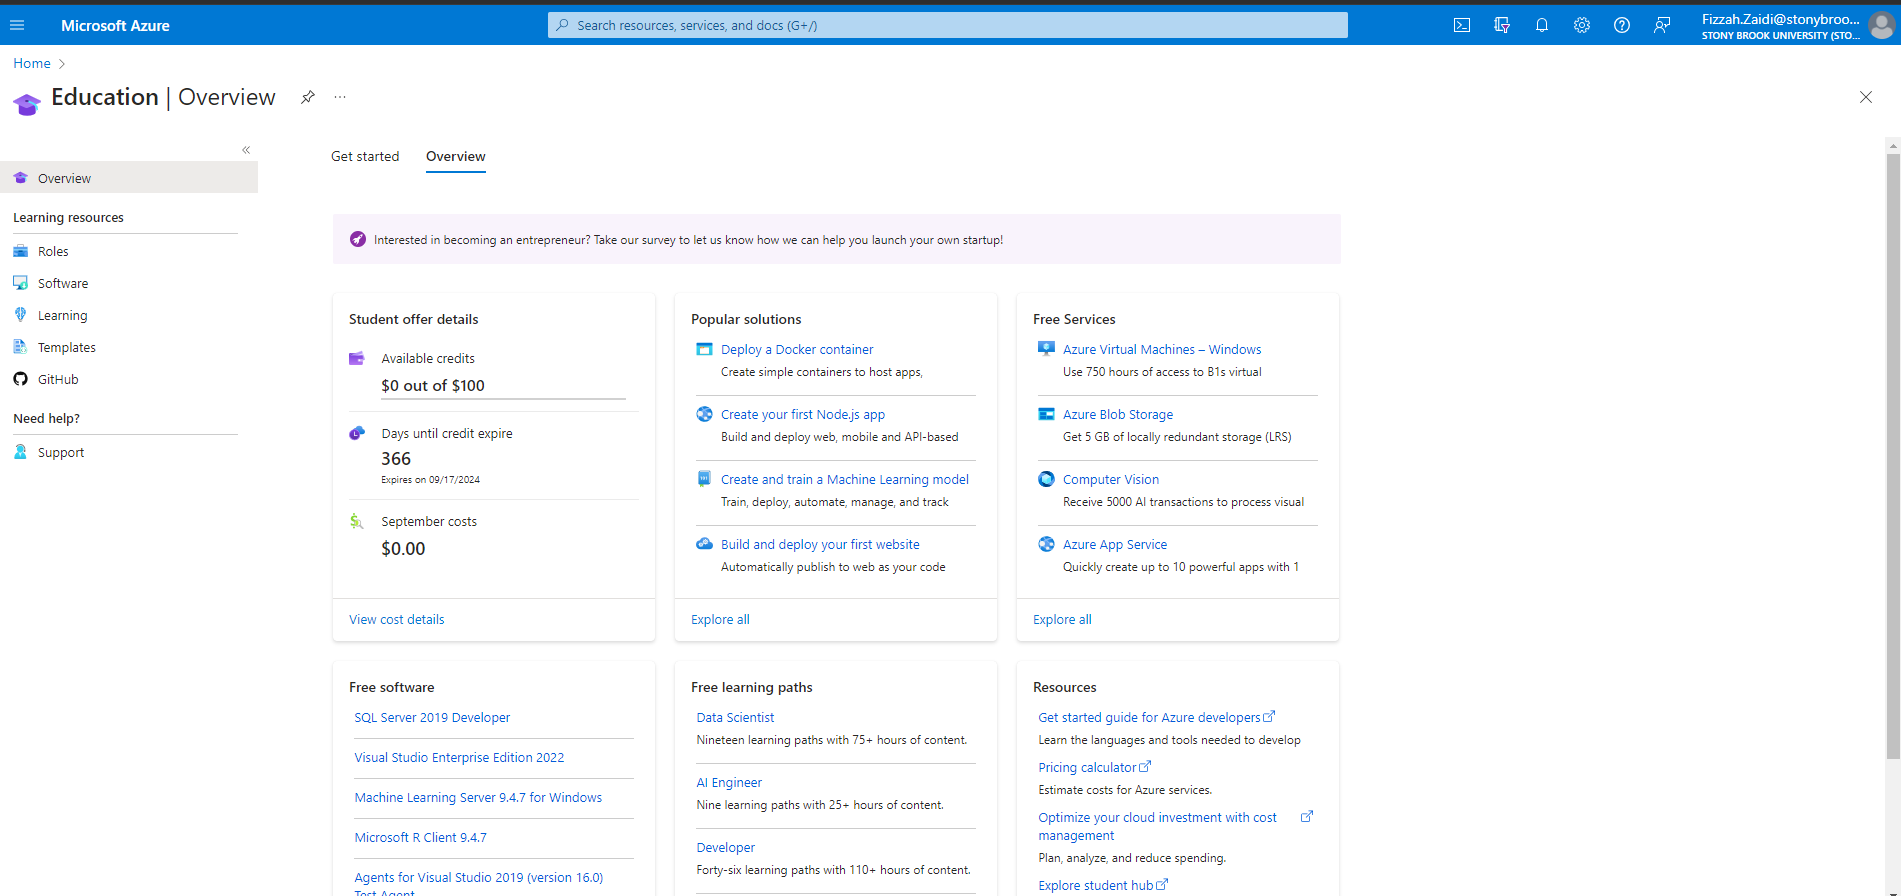 Microsoft Azure
Search resources, services, and docs (G+/)
Fizzah.Zaidi@stonybroo...
STONY BROOK UNIVERSITY (STO...
Home
Education | Overview
Get started
Overview
Overview
Learning resources
Roles
Software
Learning
Templates
GitHub
Need help?
Support
Interested in becoming an entrepreneur? Take our survey to let us know how we can help you launch your own startup!
Student offer details
Available credits
$0 out of $100
Days until credit expire
366
Expires on 09/17/2024
September costs
$0.00
View cost details
Popular solutions
Deploy a Docker container
Create simple containers to host apps,
Create your first Node.js app
Build and deploy web, mobile and API-based
Create and train a Machine Learning model
Train, deploy, automate, manage, and track
Build and deploy your first website
Automatically publish to web as your code
Explore all
Free Services
Azure Virtual Machines – Windows
Use 750 hours of access to B1s virtual
Azure Blob Storage
Get 5 GB of locally redundant storage (LRS)
Computer Vision
Receive 5000 AI transactions to process visual
Azure App Service
Quickly create up to 10 powerful apps with 1
Explore all
Free software
SQL Server 2019 Developer
Visual Studio Enterprise Edition 2022
Machine Learning Server 9.4.7 for Windows
Microsoft R Client 9.4.7
Agents for Visual Studio 2019 (version 16.0)
Test Agent
Free learning paths
Data Scientist
Nineteen learning paths with 75+ hours of content.
AI Engineer
Nine learning paths with 25+ hours of content.
Developer
Forty-six learning paths with 110+ hours of content.
Resources
Get started guide for Azure developers
Learn the languages and tools needed to develop
Pricing calculator
Estimate costs for Azure services.
Optimize your cloud investment with cost
management
Plan, analyze, and reduce spending.
Explore student hub